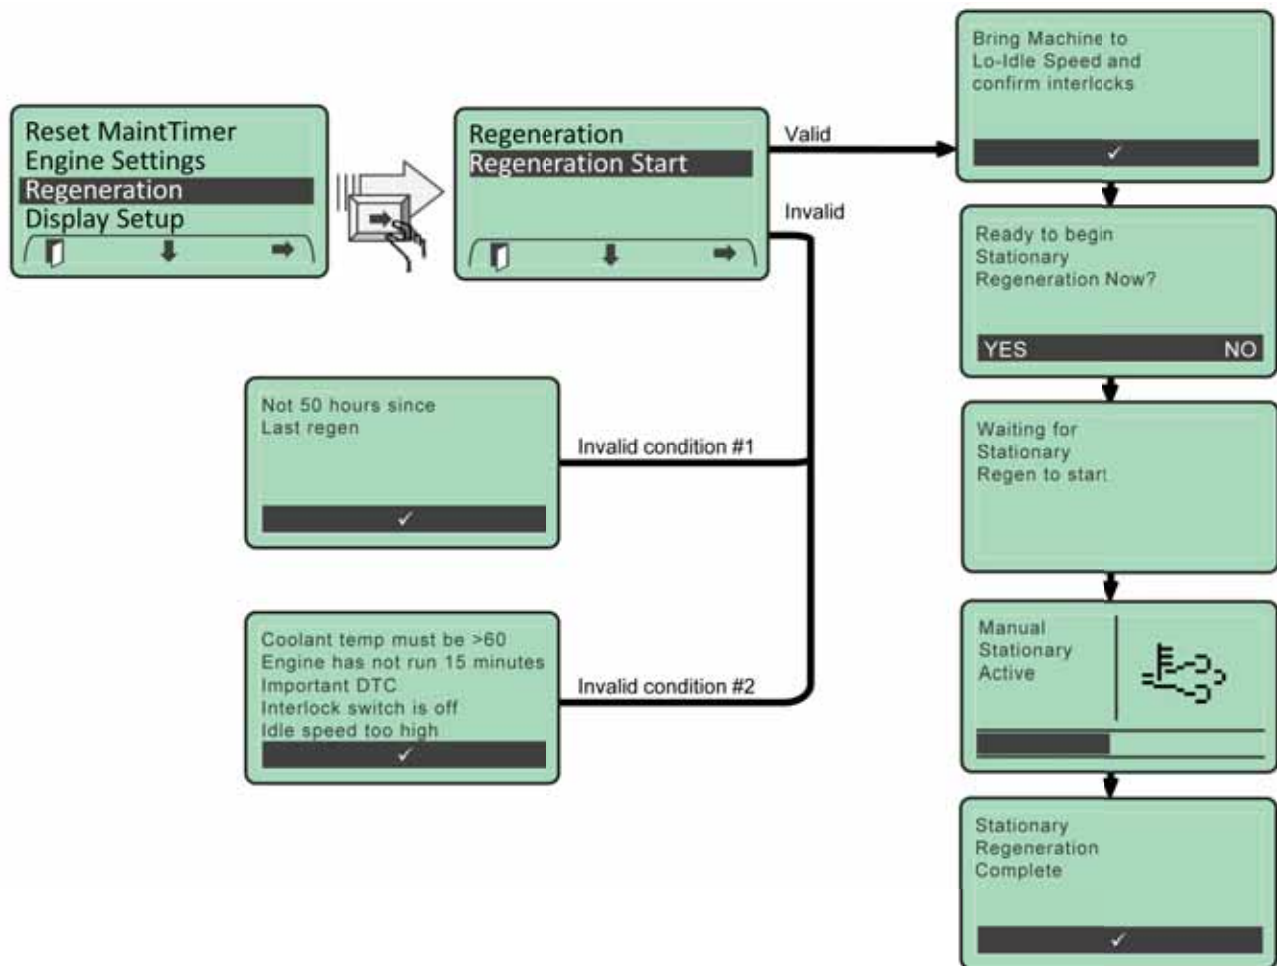 Reset MaintTimer
Engine Settings
Regeneration
Display Setup
Regeneration
Regeneration Start
Valid
Invalid
Bring Machine to
Lo-Idle Speed and
confirm interlocks
Ready to begin
Stationary
Regeneration Now?
YES NO
Waiting for
Stationary
Regen to start
Manual
Stationary
Active
Stationary
Regeneration
Complete
Not 50 hours since
Last regen
Invalid condition #1
Coolant temp must be >60
Engine has not run 15 minutes
Important DTC
Interlock switch is off
Idle speed too high
Invalid condition #2